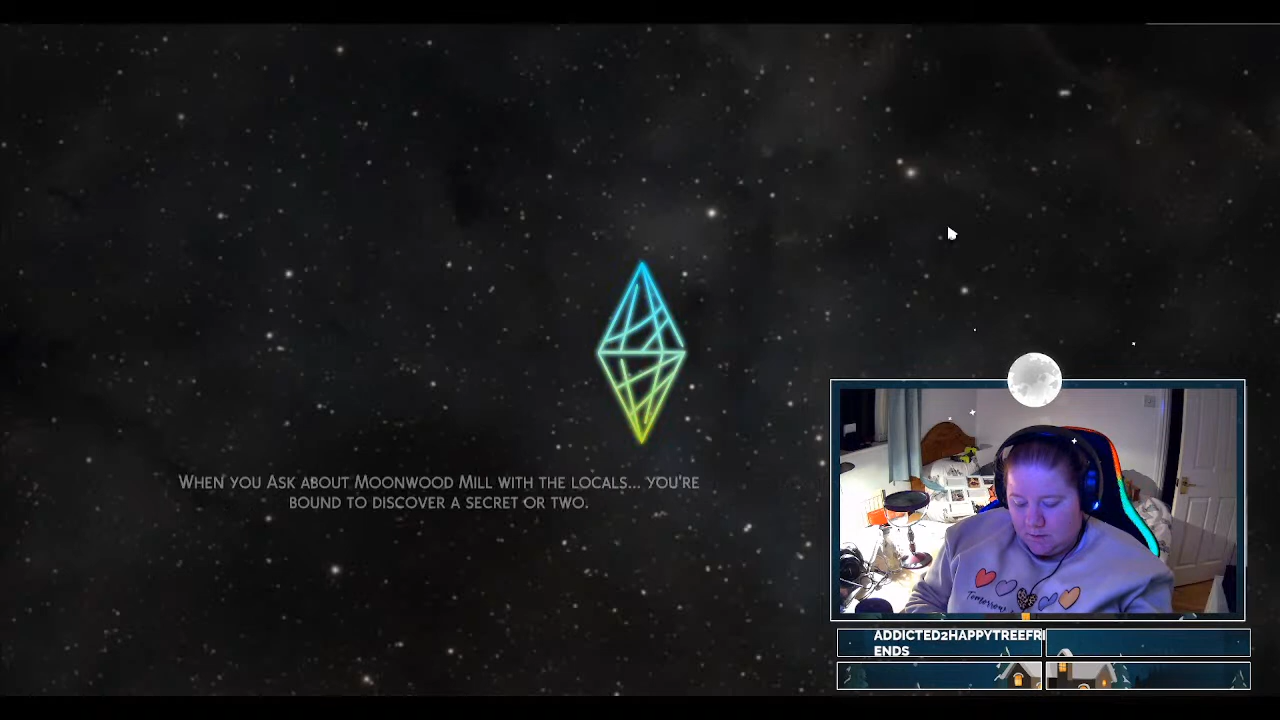 When you Ask about Moonwood Mill with the locals... you're
bound to discover a secret or two.
Tomorrow
ADDICTED2HAPPYTREEFRI
ENDS